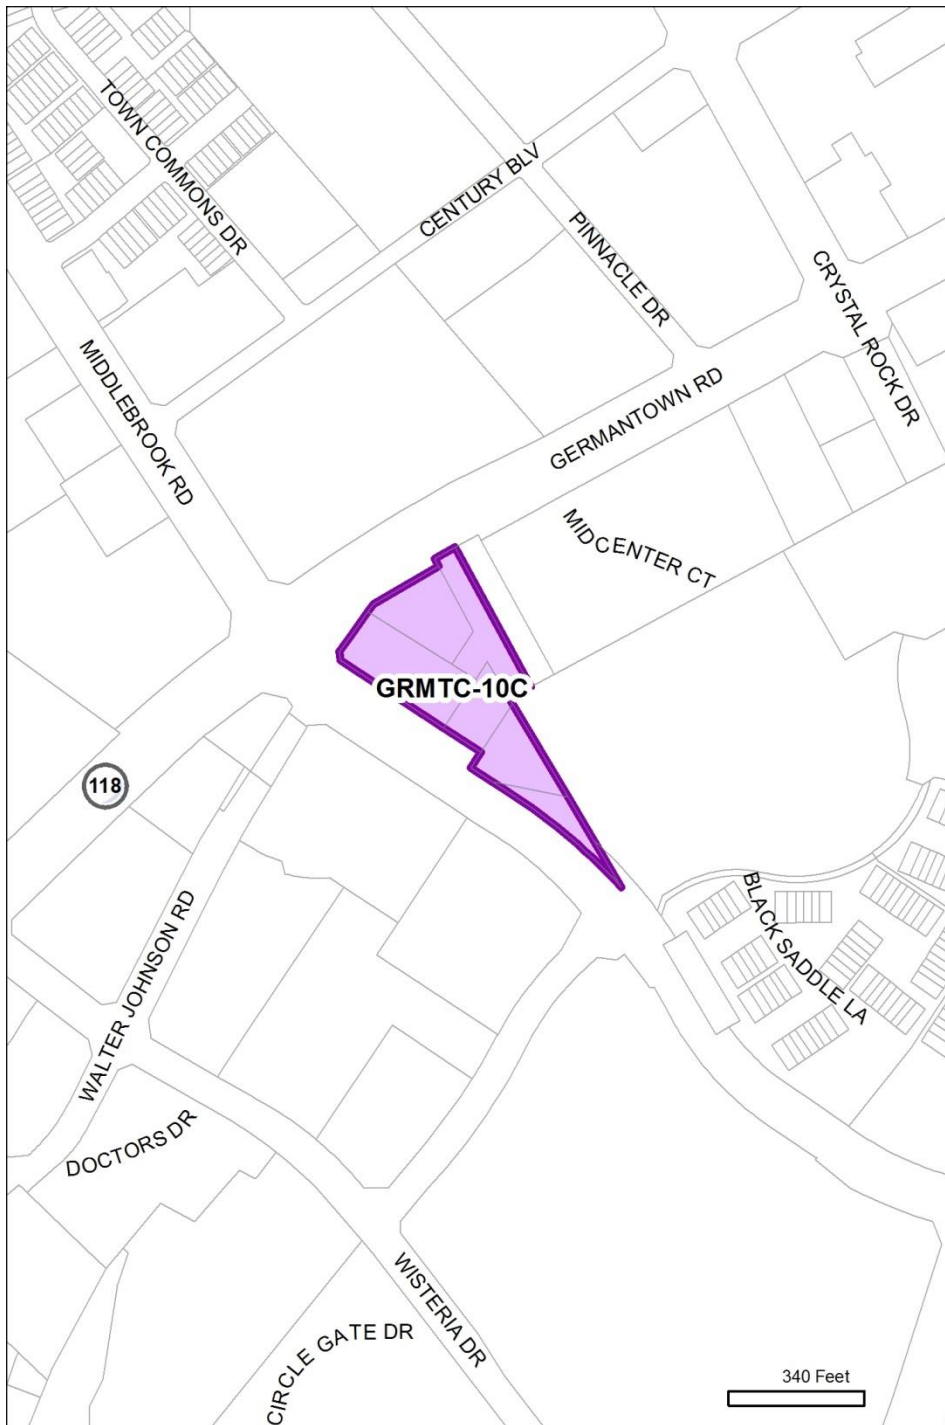 TOWN COMMONS DR
CENTURY BLV
PINNACLE DR
CRYSTAL ROCK DR
MIDDLEBROOK RD
GERMANTOWN RD
MIDCENTER CT
GRMTC-10C
118
WALTER JOHNSON RD
BLACK SADDLE LA
DOCTORS DR
WISTERIA DR
CIRCLE GATE DR
340 Feet